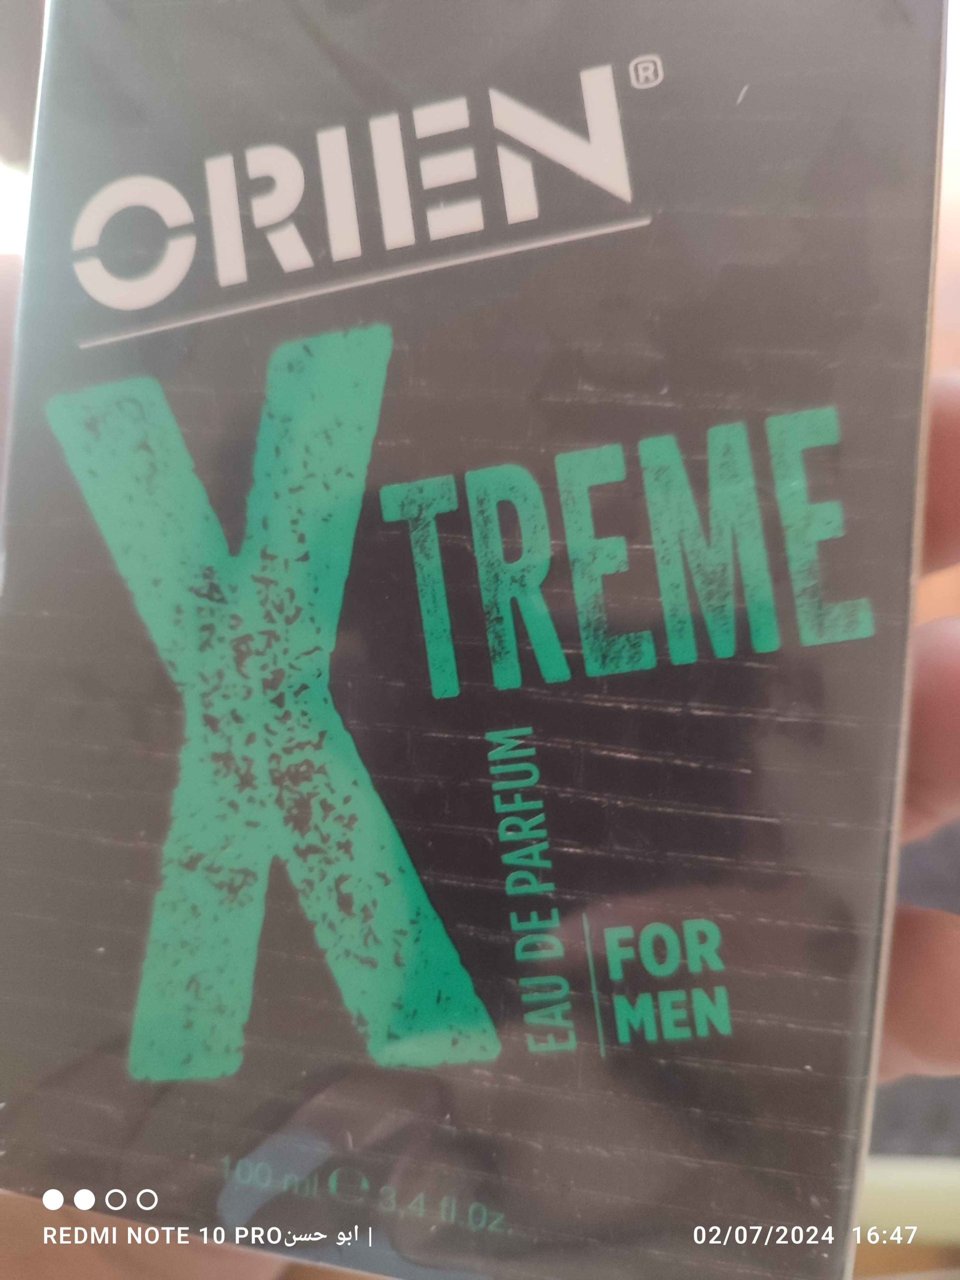 ORIEN®
XTREME
EAU DE PARFUM
FOR
MEN
100 ml ℮ 3,4 fl.Oz.
REDMI NOTE 10 PRO | أبو حسن
02/07/2024 16:47